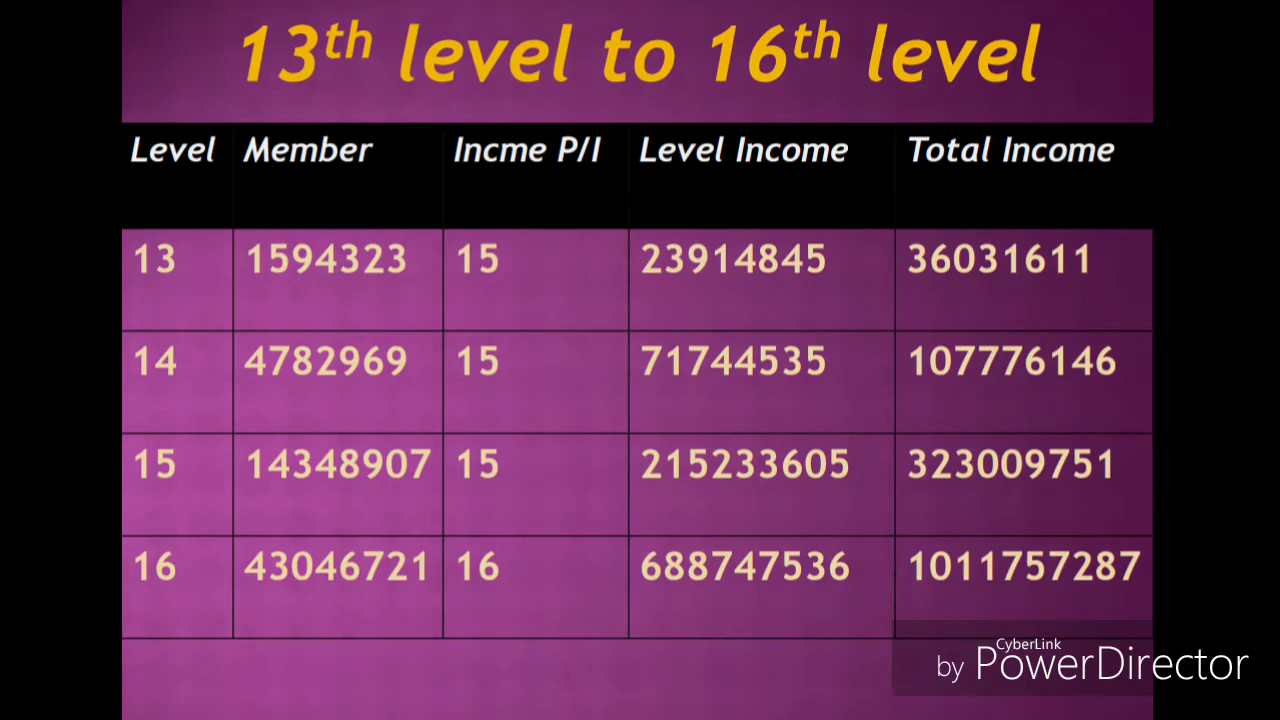 13th level to 16th level
Level Member Incme P/I Level Income Total Income
13 1594323 15 23914845 36031611
14 4782969 15 71744535 107776146
15 14348907 15 215233605 323009751
16 43046721 16 688747536 1011757287
CyberLink
by PowerDirector